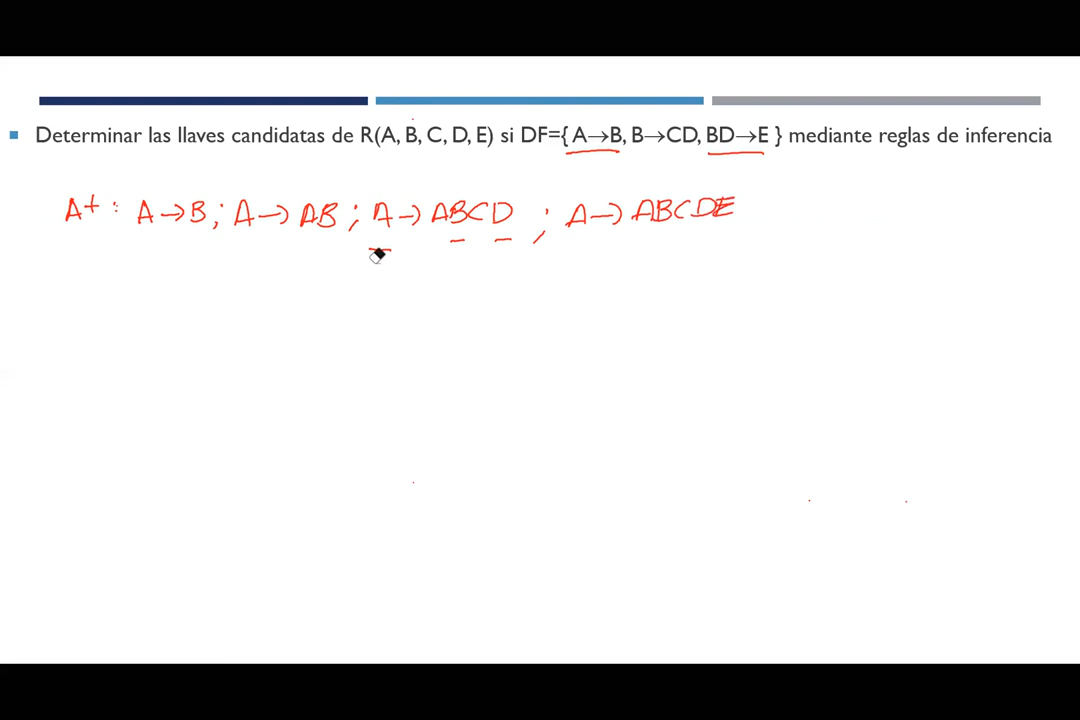 Determinar las llaves candidatas de R(A, B, C, D, E) si DF={ A→B, B→CD, BD→E } mediante reglas de inferencia
A+ : A→B; A→AB; A→ABCD ; A→ABCDE